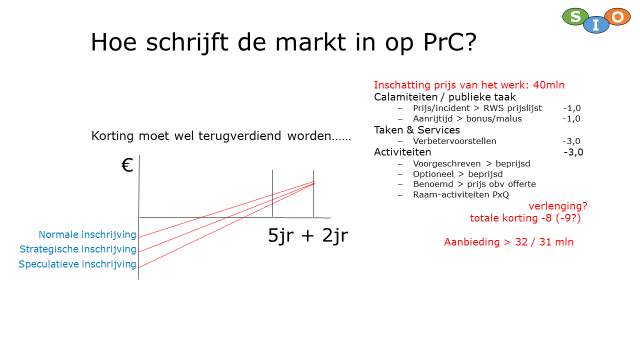 S I O
Hoe schrijft de markt in op PrC?
Inschatting prijs van het werk: 40mln
Calamiteiten / publieke taak
– Prijs/incident > RWS prijslijst -1,0
– Aanrijtijd > bonus/malus -1,0
Taken & Services
– Verbetervoorstellen -3,0
Activiteiten -3,0
– Voorgeschreven > beprijsd
– Optioneel > beprijsd
– Benoemd > prijs obv offerte
– Raam-activiteiten PxQ
verlenging?
totale korting -8 (-9?)
Aanbieding > 32 / 31 mln
Korting moet wel terugverdiend worden……
€
Normale inschrijving
Strategische inschrijving
Speculatieve inschrijving
5jr + 2jr